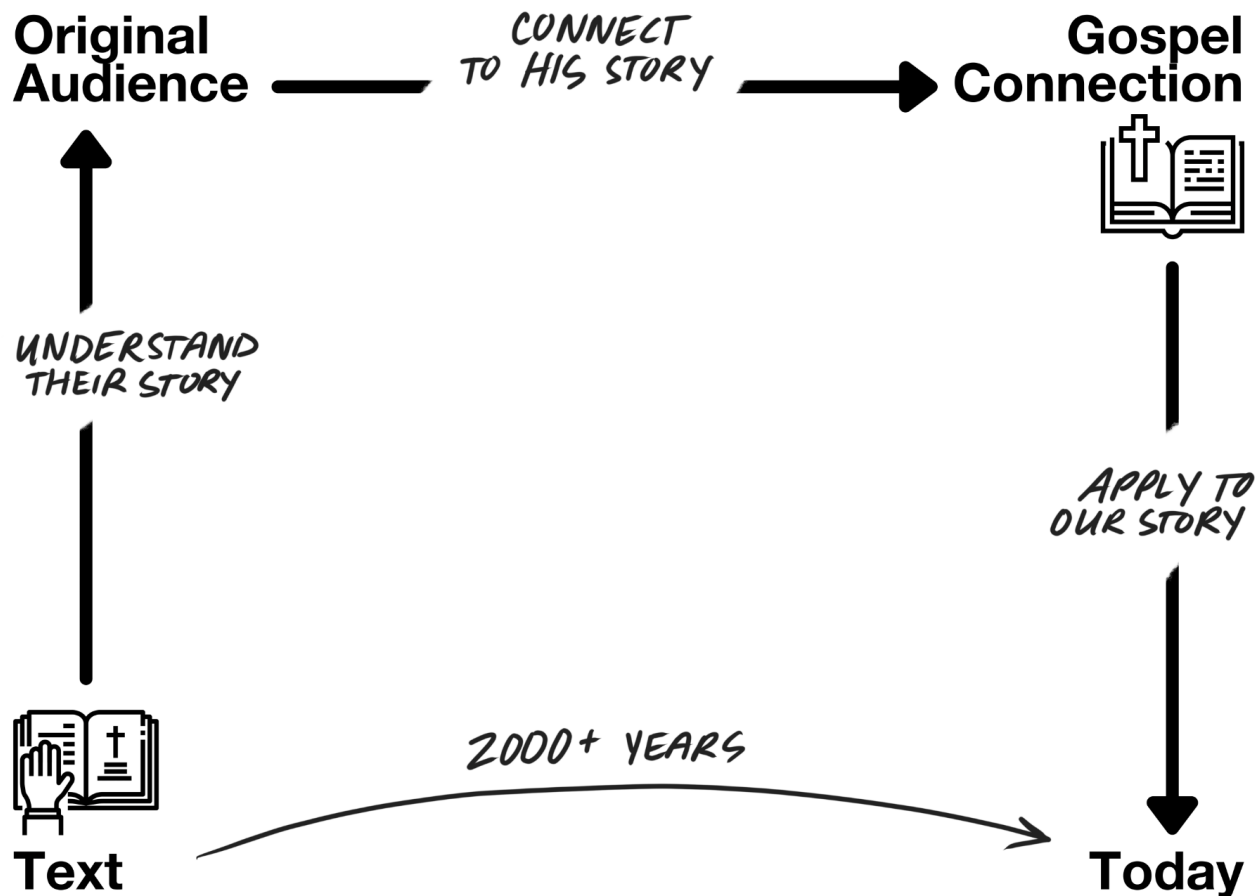 Original
Audience
CONNECT
TO HIS STORY
Gospel
Connection
UNDERSTAND
THEIR STORY
APPLY TO
OUR STORY
2000+ YEARS
Text
Today